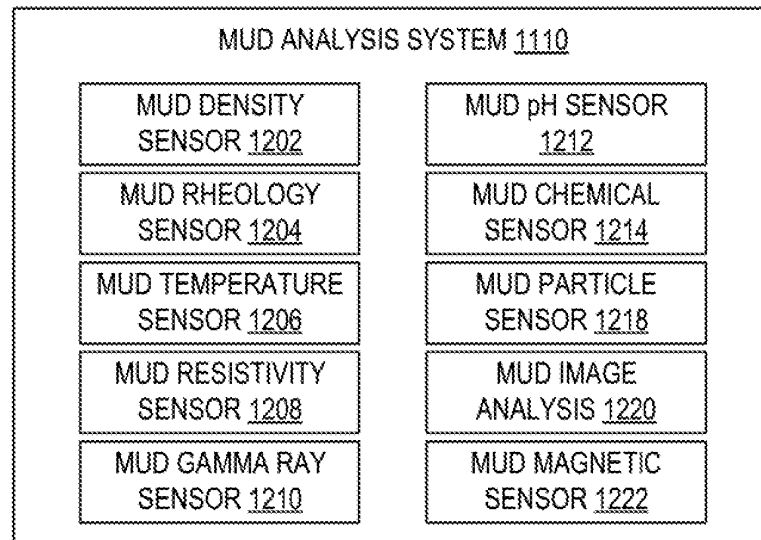 MUD ANALYSIS SYSTEM 1110
MUD DENSITY
SENSOR 1202
MUD RHEOLOGY
SENSOR 1204
MUD TEMPERATURE
SENSOR 1206
MUD RESISTIVITY
SENSOR 1208
MUD GAMMA RAY
SENSOR 1210
MUD pH SENSOR
1212
MUD CHEMICAL
SENSOR 1214
MUD PARTICLE
SENSOR 1218
MUD IMAGE
ANALYSIS 1220
MUD MAGNETIC
SENSOR 1222